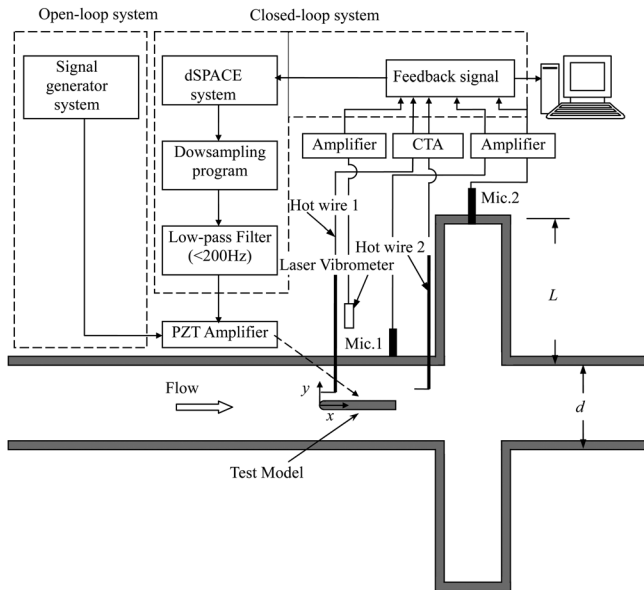 Open-loop system
Closed-loop system
Signal
generator
system
dSPACE
system
Feedback signal
Dowsampling
program
Amplifier
CTA
Amplifier
Mic.2
Hot wire 1
Low-pass Filter
(<200Hz)
Hot wire 2
Laser Vibrometer
L
PZT Amplifier
Mic.1
Flow
y
x
d
Test Model